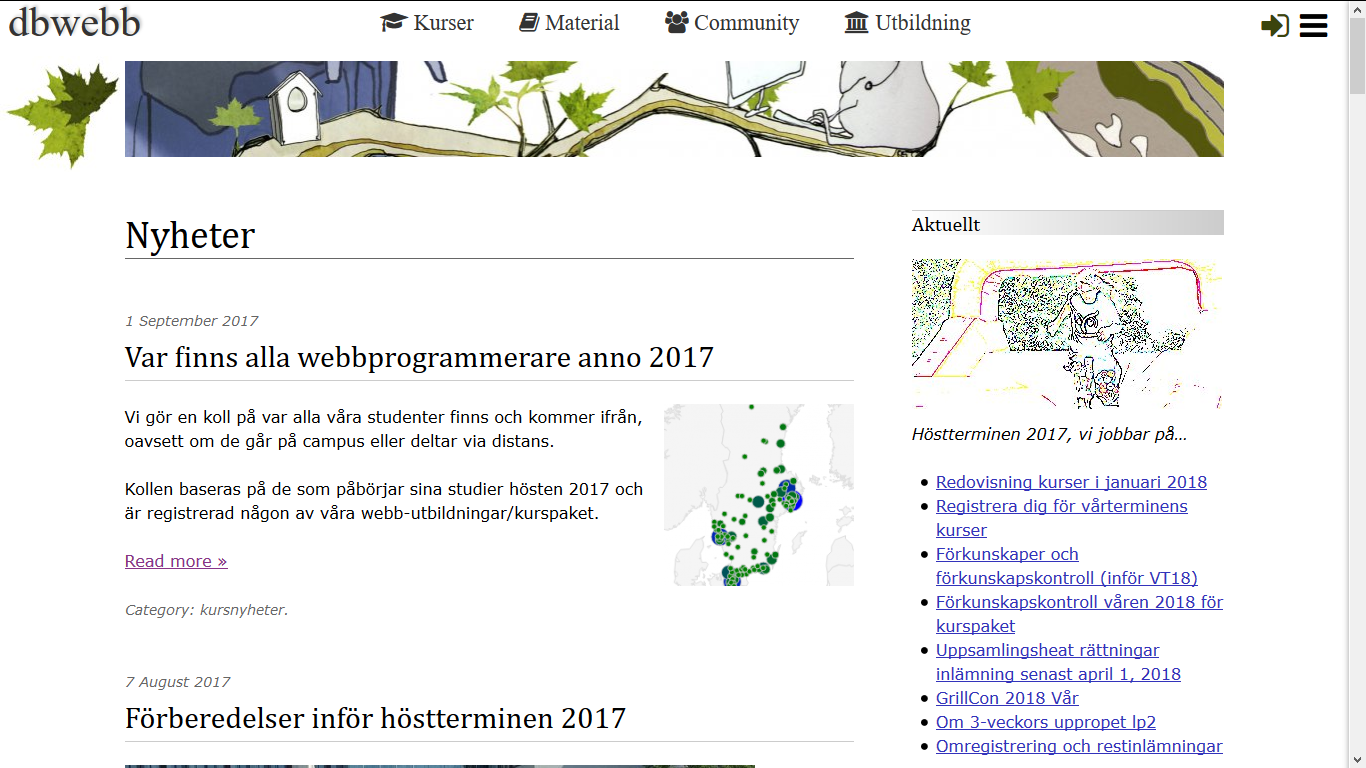 dbwebb
Kurser Material Community Utbildning
Nyheter
1 September 2017
Var finns alla webbprogrammerare anno 2017
Vi gör en koll på var alla våra studenter finns och kommer ifrån,
oavsett om de går på campus eller deltar via distans.
Kollen baseras på de som påbörjar sina studier hösten 2017 och
är registrerad någon av våra webb-utbildningar/kurspaket.
Read more »
Category: kursnyheter.
7 August 2017
Förberedelser inför höstterminen 2017
Aktuellt
Höstterminen 2017, vi jobbar på…
Redovisning kurser i januari 2018
Registrera dig för vårterminens
kurser
Förkunskaper och
förkunskapskontroll (inför VT18)
Förkunskapskontroll våren 2018 för
kurspaket
Uppsamlingsheat rättningar
inlämning senast april 1, 2018
GrillCon 2018 Vår
Om 3-veckors uppropet lp2
Omregistrering och restinlämningar